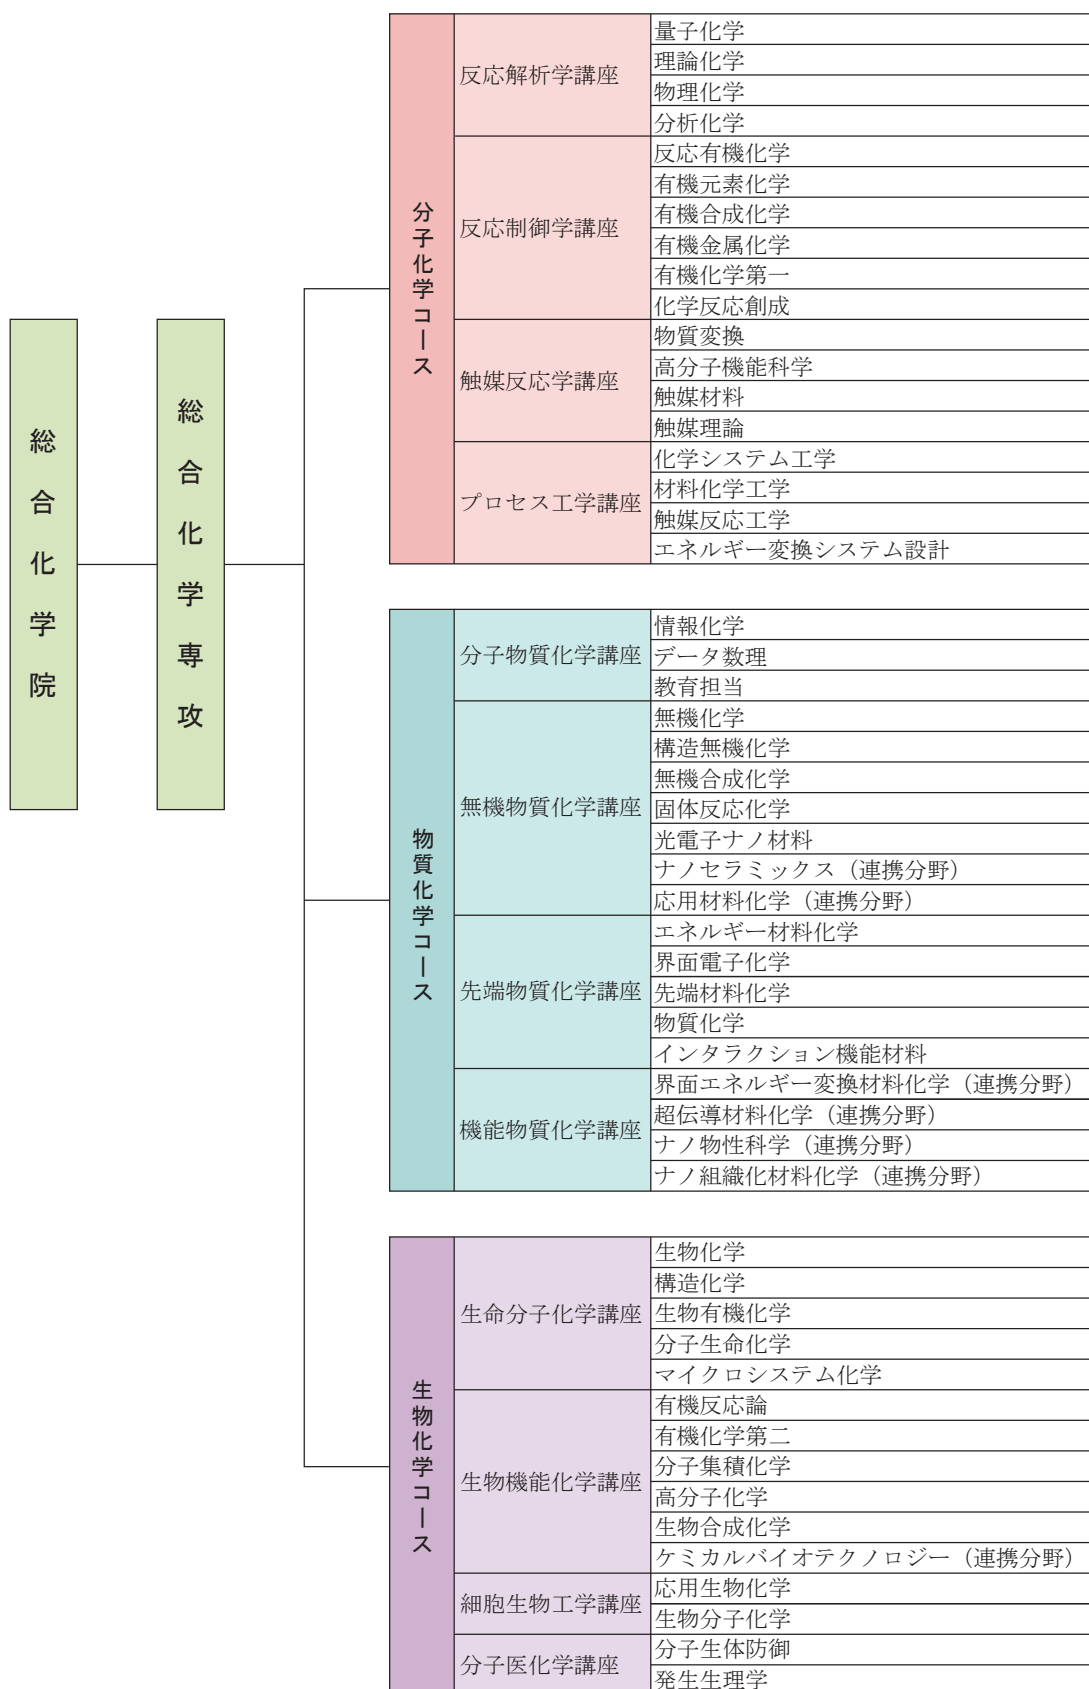 総合化学院
総合化学専攻
分子化学コース
反応解析学講座
量子化学
理論化学
物理化学
分析化学
反応制御学講座
反応有機化学
有機元素化学
有機合成化学
有機金属化学
有機化学第一
化学反応創成
触媒反応学講座
物質変換
高分子機能科学
触媒材料
触媒理論
プロセス工学講座
化学システム工学
材料化学工学
触媒反応工学
エネルギー変換システム設計
物質化学コース
分子物質化学講座
情報化学
データ数理
教育担当
無機物質化学講座
無機化学
構造無機化学
無機合成化学
固体反応化学
光電子ナノ材料
ナノセラミックス（連携分野）
応用材料化学（連携分野）
先端物質化学講座
エネルギー材料化学
界面電子化学
先端材料化学
物質化学
インタラクション機能材料
機能物質化学講座
界面エネルギー変換材料化学（連携分野）
超伝導材料化学（連携分野）
ナノ物性科学（連携分野）
ナノ組織化材料化学（連携分野）
生物化学コース
生命分子化学講座
生物化学
構造化学
生物有機化学
分子生命化学
マイクロシステム化学
生物機能化学講座
有機反応論
有機化学第二
分子集積化学
高分子化学
生物合成化学
ケミカルバイオテクノロジー（連携分野）
細胞生物工学講座
応用生物化学
生物分子化学
分子医化学講座
分子生体防御
発生生理学